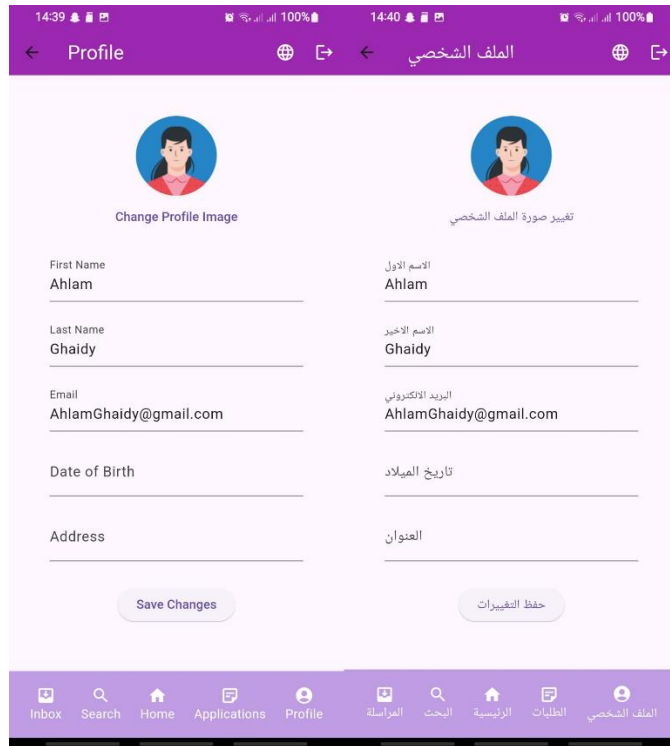 14:39
100%
Profile
Change Profile Image
First Name
Ahlam
Last Name
Ghaidy
Email
AhlamGhaidy@gmail.com
Date of Birth
Address
Save Changes
Inbox Search Home Applications Profile
14:40
100%
الملف الشخصي
تغيير صورة الملف الشخصي
الاسم الاول
Ahlam
الاسم الاخير
Ghaidy
البريد الالكتروني
AhlamGhaidy@gmail.com
تاريخ الميلاد
العنوان
حفظ التغييرات
المراسلة البحث الرئيسية الطلبات الملف الشخصي